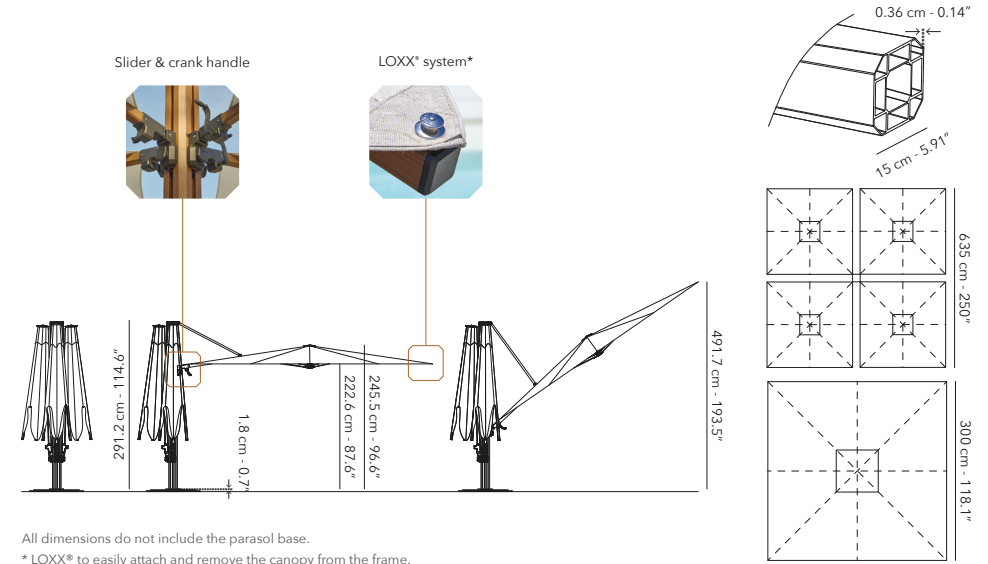 0.36 cm - 0.14"
Slider & crank handle
LOXX® system*
15 cm - 5.91"
635 cm - 250"
291.2 cm - 114.6"
1.8 cm - 0.7"
222.6 cm - 87.6"
245.5 cm - 96.6"
491.7 cm - 193.5"
300 cm - 118.1"
All dimensions do not include the parasol base.
* LOXX® to easily attach and remove the canopy from the frame.